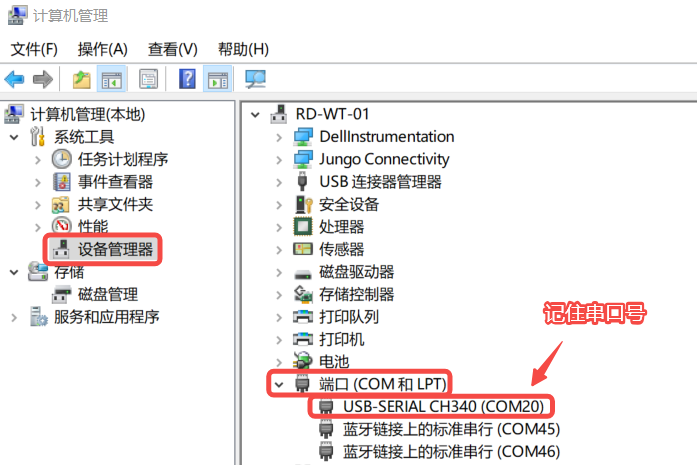 计算机管理
文件(F) 操作(A) 查看(V) 帮助(H)
计算机管理(本地)
系统工具
任务计划程序
事件查看器
共享文件夹
性能
设备管理器
存储
磁盘管理
服务和应用程序
RD-WT-01
DellInstrumentation
Jungo Connectivity
USB 连接器管理器
安全设备
处理器
传感器
磁盘驱动器
存储控制器
打印队列
打印机
电池
端口 (COM 和 LPT)
USB-SERIAL CH340 (COM20)
蓝牙链接上的标准串行 (COM45)
蓝牙链接上的标准串行 (COM46)
记住串口号